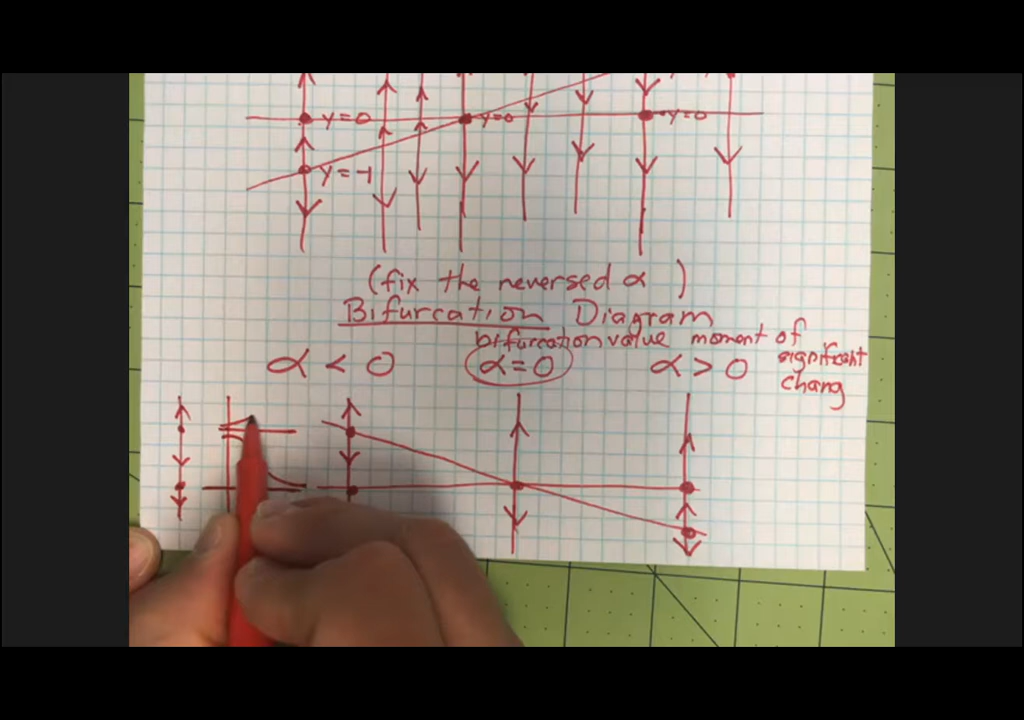 y=0 y=0 y=0
y=-1
(fix the reversed α )
Bifurcation Diagram
bifurcation value moment of
significant
chang
α < 0 α=0 α > 0